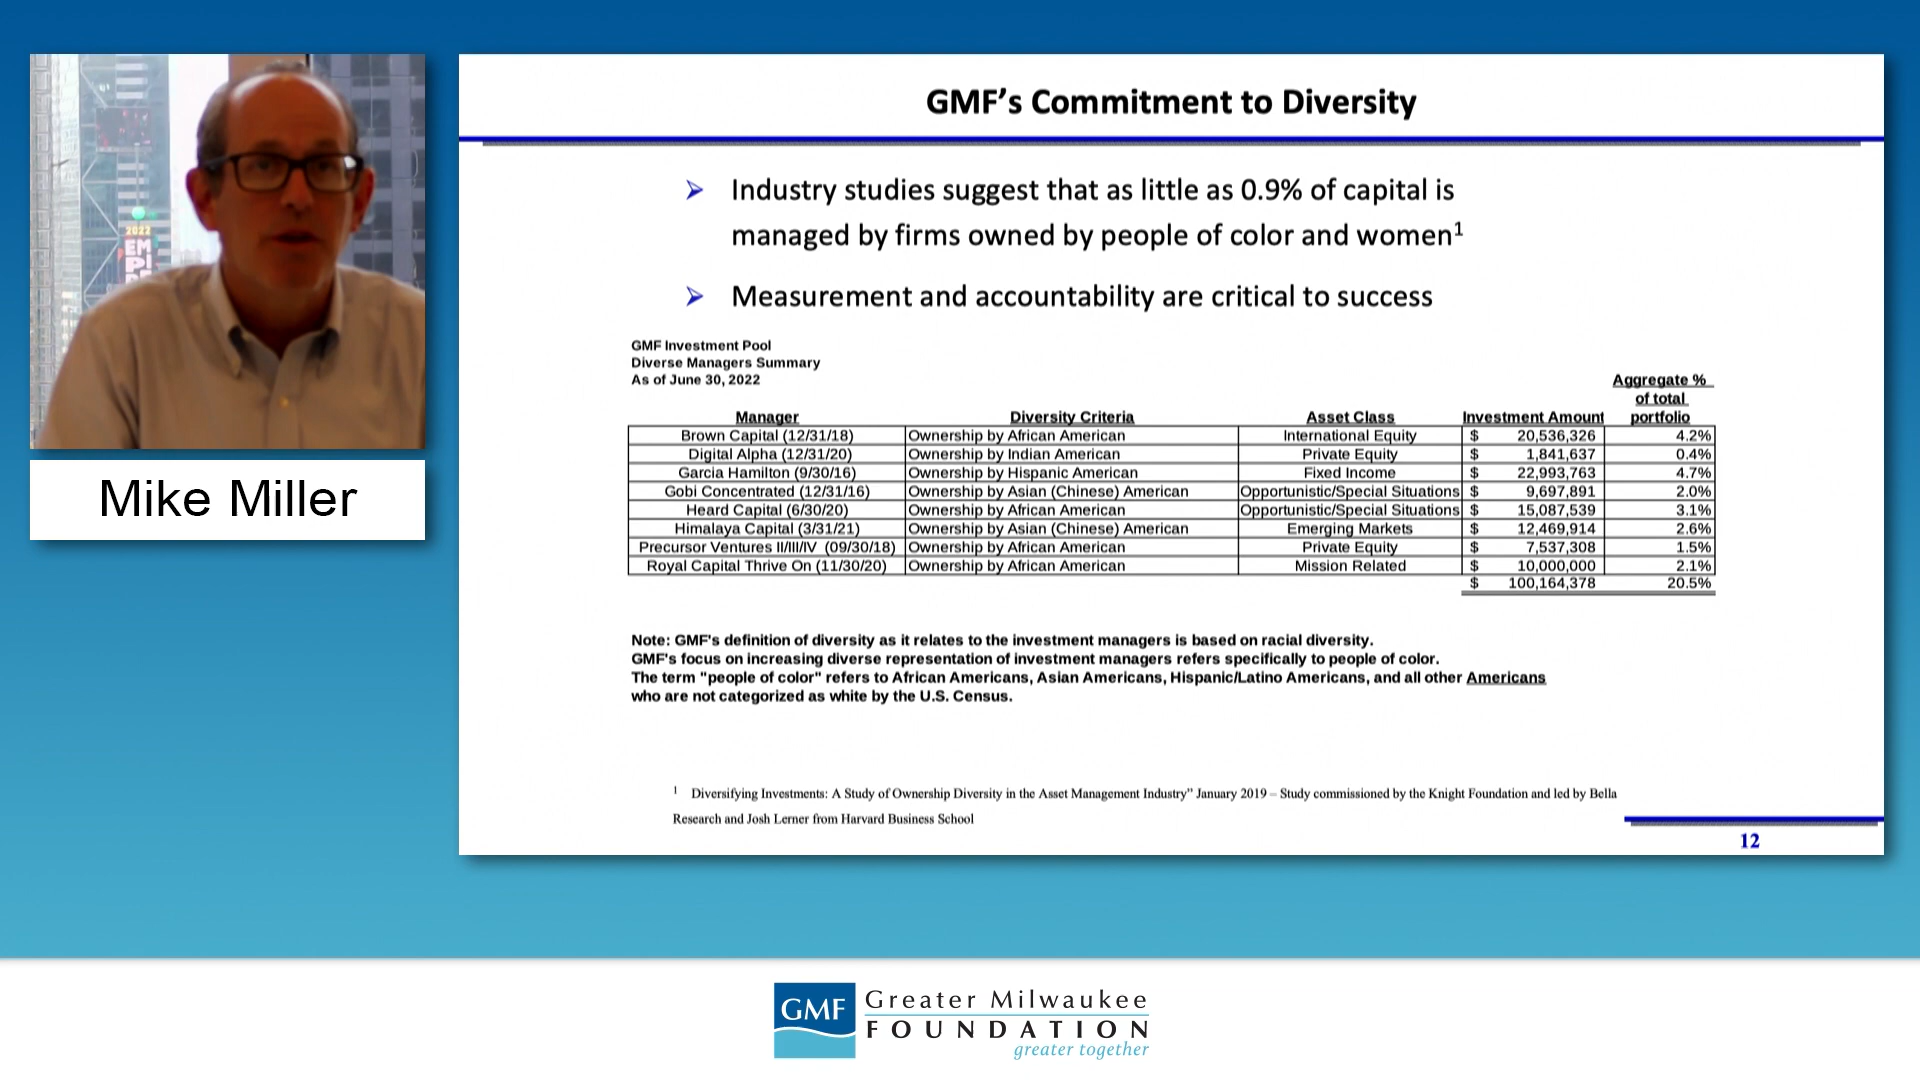 GMF's Commitment to Diversity
➢ Industry studies suggest that as little as 0.9% of capital is
managed by firms owned by people of color and women¹
➢ Measurement and accountability are critical to success
GMF Investment Pool
Diverse Managers Summary
As of June 30, 2022
Manager Diversity Criteria Asset Class Investment Amount Aggregate % of total portfolio
Brown Capital (12/31/18) Ownership by African American International Equity $ 20,536,326 4.2%
Digital Alpha (12/31/20) Ownership by Indian American Private Equity $ 1,841,637 0.4%
Garcia Hamilton (9/30/16) Ownership by Hispanic American Fixed Income $ 22,993,763 4.7%
Gobi Concentrated (12/31/16) Ownership by Asian (Chinese) American Opportunistic/Special Situations $ 9,697,891 2.0%
Heard Capital (6/30/20) Ownership by African American Opportunistic/Special Situations $ 15,087,539 3.1%
Himalaya Capital (3/31/21) Ownership by Asian (Chinese) American Emerging Markets $ 12,469,914 2.6%
Precursor Ventures II/III/IV (09/30/18) Ownership by African American Private Equity $ 7,537,308 1.5%
Royal Capital Thrive On (11/30/20) Ownership by African American Mission Related $ 10,000,000 2.1%
$ 100,164,378 20.5%
Note: GMF's definition of diversity as it relates to the investment managers is based on racial diversity.
GMF's focus on increasing diverse representation of investment managers refers specifically to people of color.
The term "people of color" refers to African Americans, Asian Americans, Hispanic/Latino Americans, and all other Americans
who are not categorized as white by the U.S. Census.
1 Diversifying Investments: A Study of Ownership Diversity in the Asset Management Industry" January 2019 – Study commissioned by the Knight Foundation and led by Bella
Research and Josh Lerner from Harvard Business School
12
2022
EM
PI
Mike Miller
GMF
Greater Milwaukee
FOUNDATION
greater together